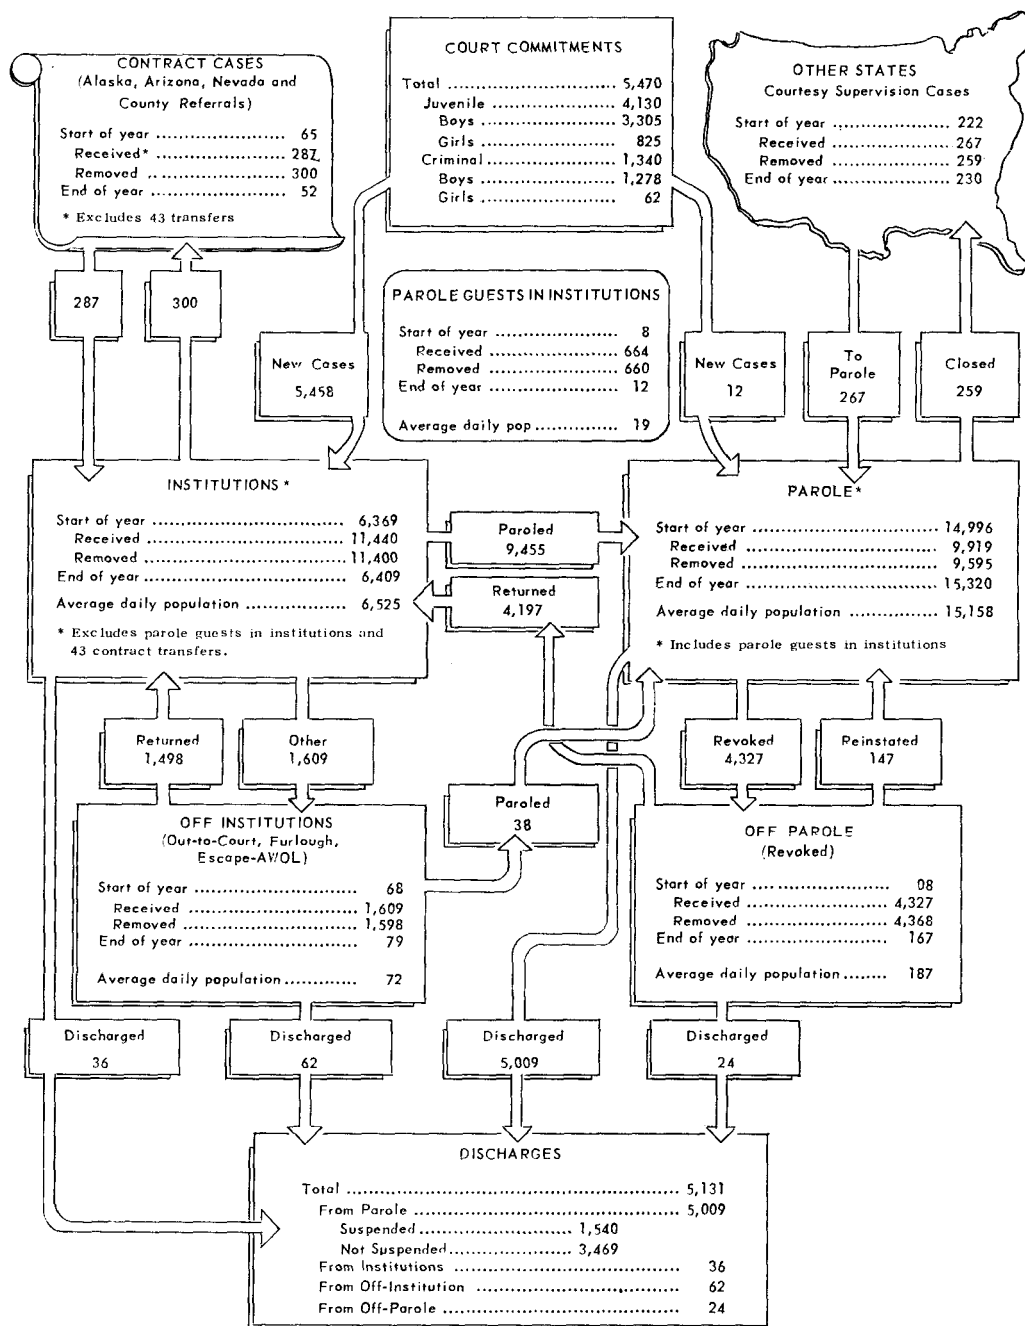 CONTRACT CASES
(Alaska, Arizona, Nevada and
County Referrals)
Start of year ..................... 65
Received* ..................... 287
Removed ..................... 300
End of year ..................... 52
* Excludes 43 transfers
COURT COMMITMENTS
Total ..................... 5,470
Juvenile ..................... 4,130
Boys ..................... 3,305
Girls ..................... 825
Criminal ..................... 1,340
Boys ..................... 1,278
Girls ..................... 62
OTHER STATES
Courtesy Supervision Cases
Start of year ..................... 222
Received ..................... 267
Removed ..................... 259
End of year ..................... 230
287
300
New Cases
5,458
PAROLE GUESTS IN INSTITUTIONS
Start of year ..................... 8
Received ..................... 664
Removed ..................... 660
End of year ..................... 12
Average daily pop .............. 19
New Cases
12
To
Parole
267
Closed
259
INSTITUTIONS *
Start of year ..................... 6,369
Received ..................... 11,440
Removed ..................... 11,400
End of year ..................... 6,409
Average daily population .............. 6,525
* Excludes parole guests in institutions and
43 contract transfers.
Paroled
9,455
Returned
4,197
PAROLE*
Start of year ..................... 14,996
Received ..................... 9,919
Removed ..................... 9,595
End of year ..................... 15,320
Average daily population .............. 15,158
* Includes parole guests in institutions
Returned
1,498
Other
1,609
Paroled
38
Revoked
4,327
Reinstated
147
OFF INSTITUTIONS
(Out-to-Court, Furlough,
Escape-AWOL)
Start of year ..................... 68
Received ..................... 1,609
Removed ..................... 1,598
End of year ..................... 79
Average daily population ............ 72
OFF PAROLE
(Revoked)
Start of year ..................... 08
Received ..................... 4,327
Removed ..................... 4,368
End of year ..................... 167
Average daily population ........ 187
Discharged
36
Discharged
62
Discharged
5,009
Discharged
24
DISCHARGES
Total ..................... 5,131
From Parole ..................... 5,009
Suspended ..................... 1,540
Not Suspended ..................... 3,469
From Institutions ..................... 36
From Off-Institution ..................... 62
From Off-Parole ..................... 24